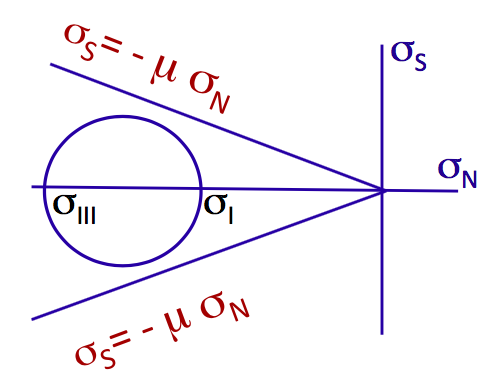 σS= - μ σN
σS
σN
σIII
σI
σS= - μ σN